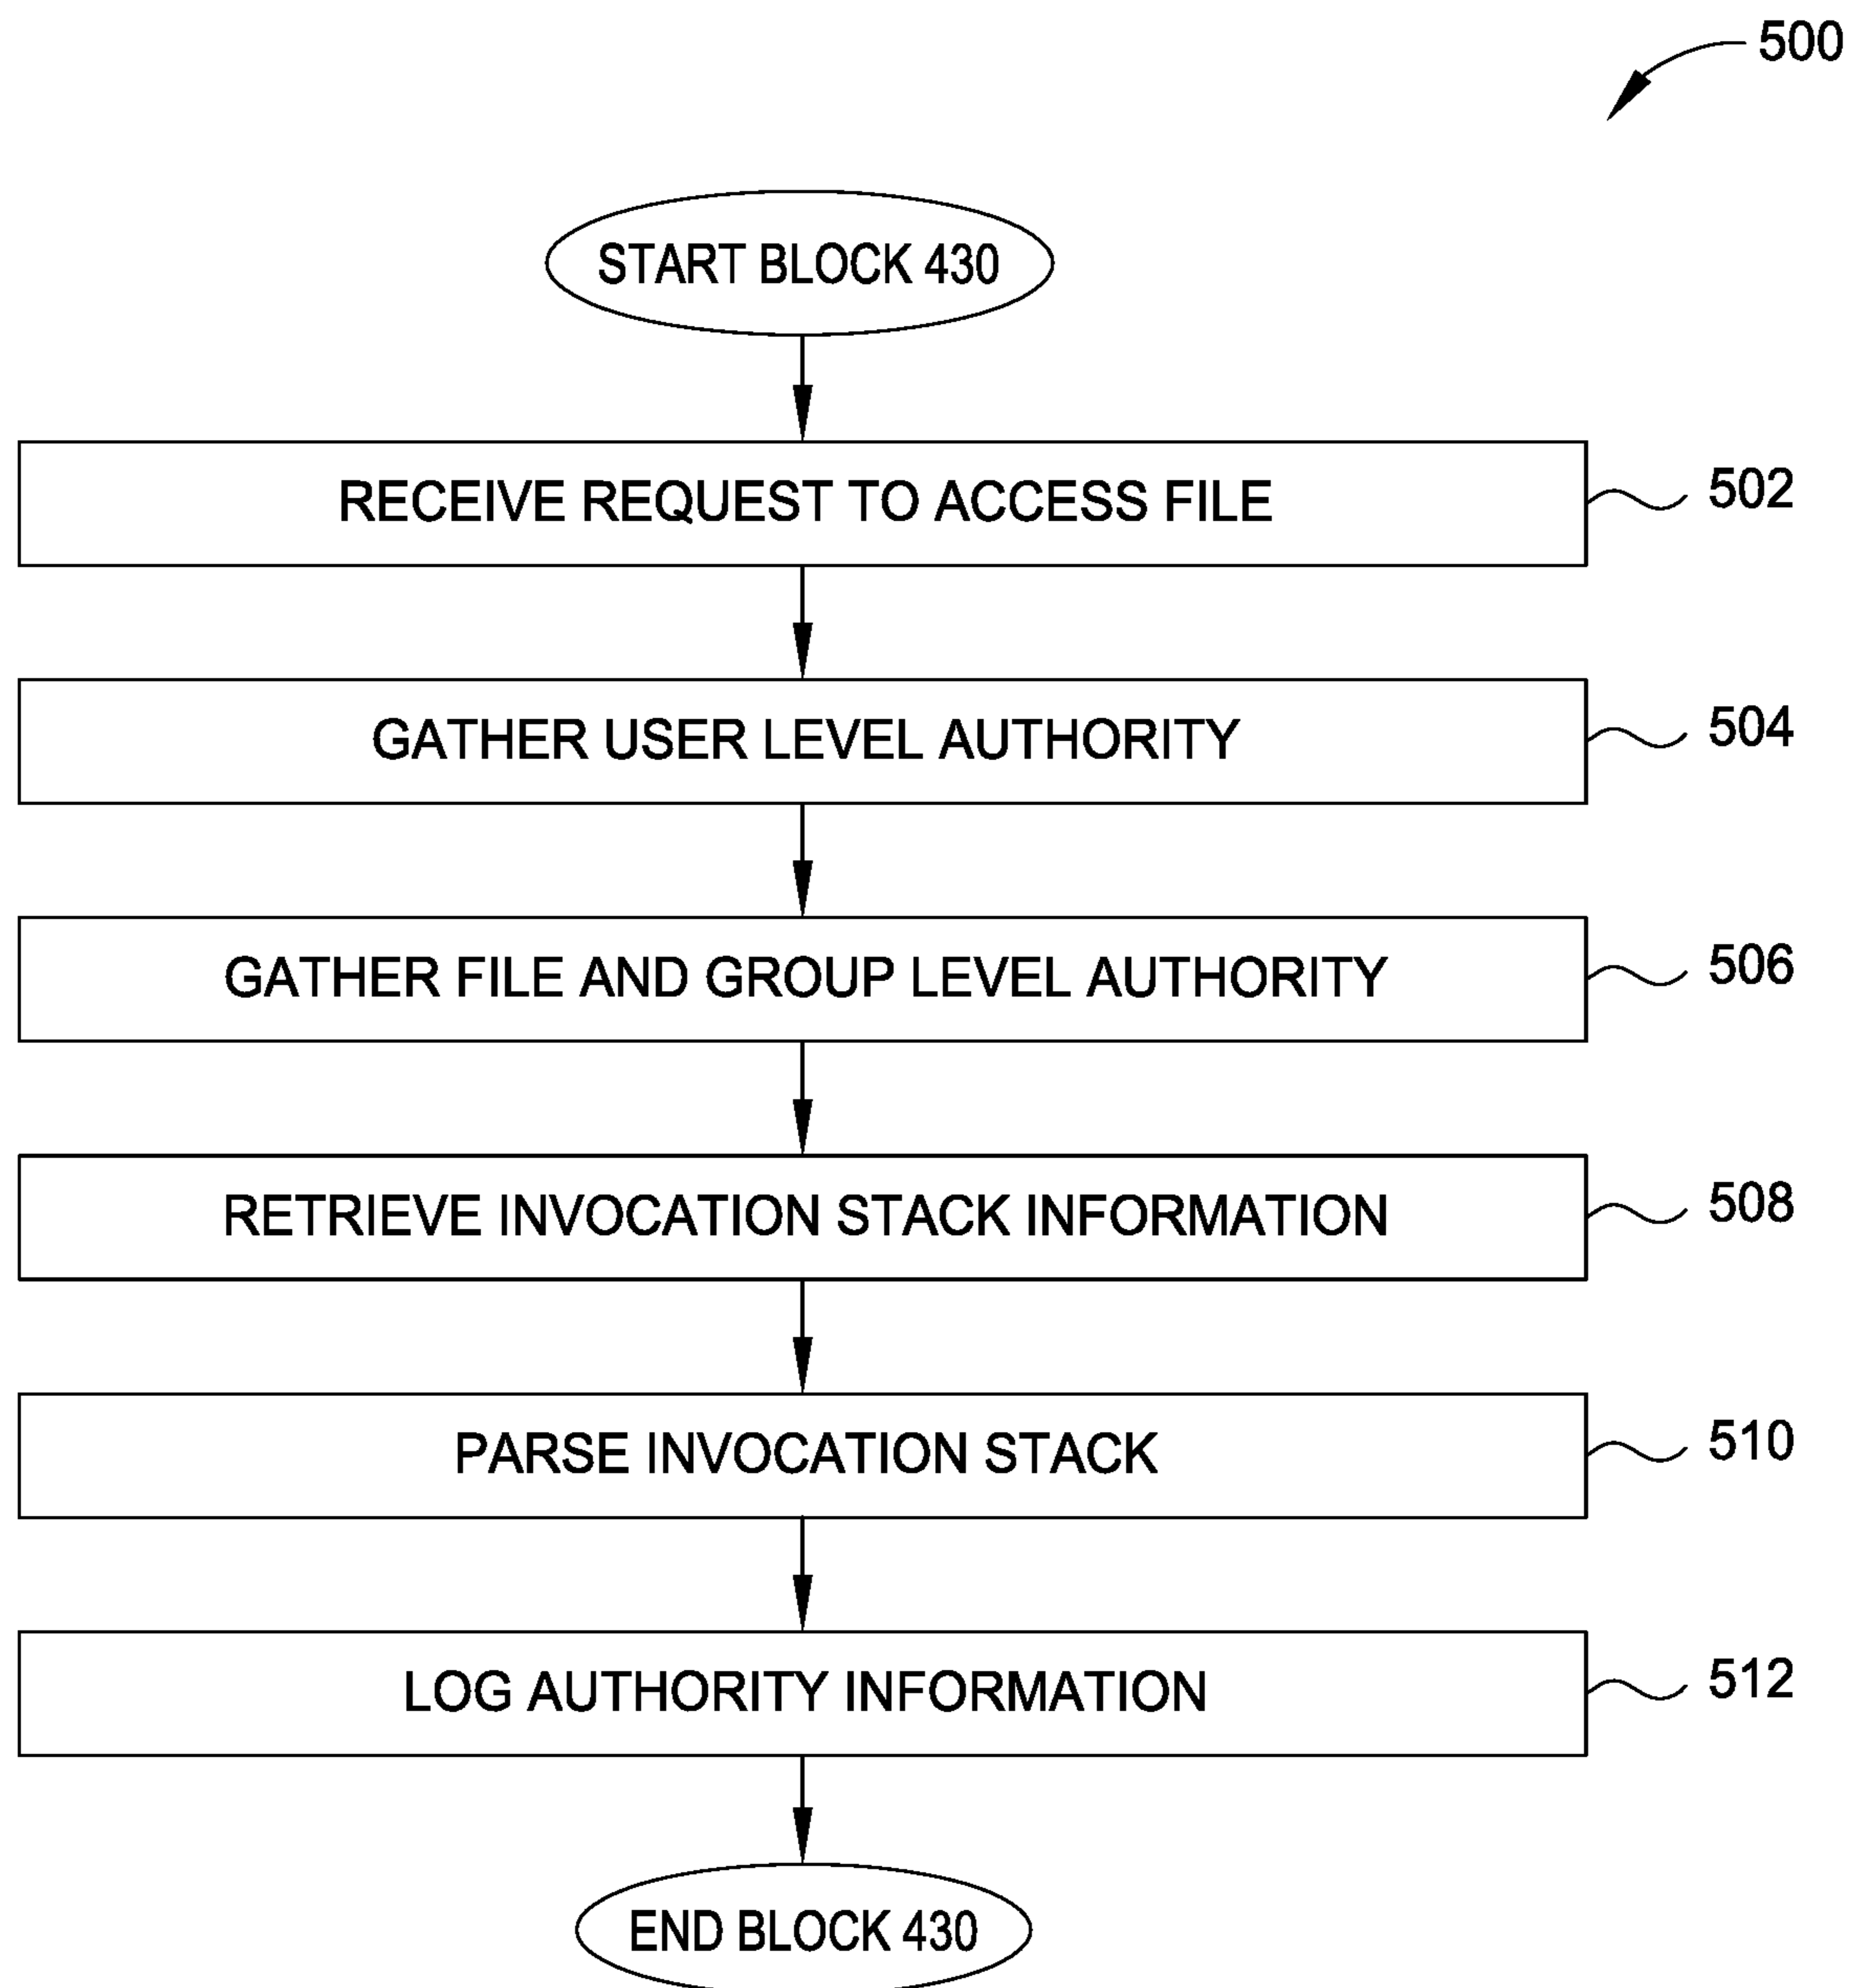 500
START BLOCK 430
RECEIVE REQUEST TO ACCESS FILE
502
GATHER USER LEVEL AUTHORITY
504
GATHER FILE AND GROUP LEVEL AUTHORITY
506
RETRIEVE INVOCATION STACK INFORMATION
508
PARSE INVOCATION STACK
510
LOG AUTHORITY INFORMATION
512
END BLOCK 430